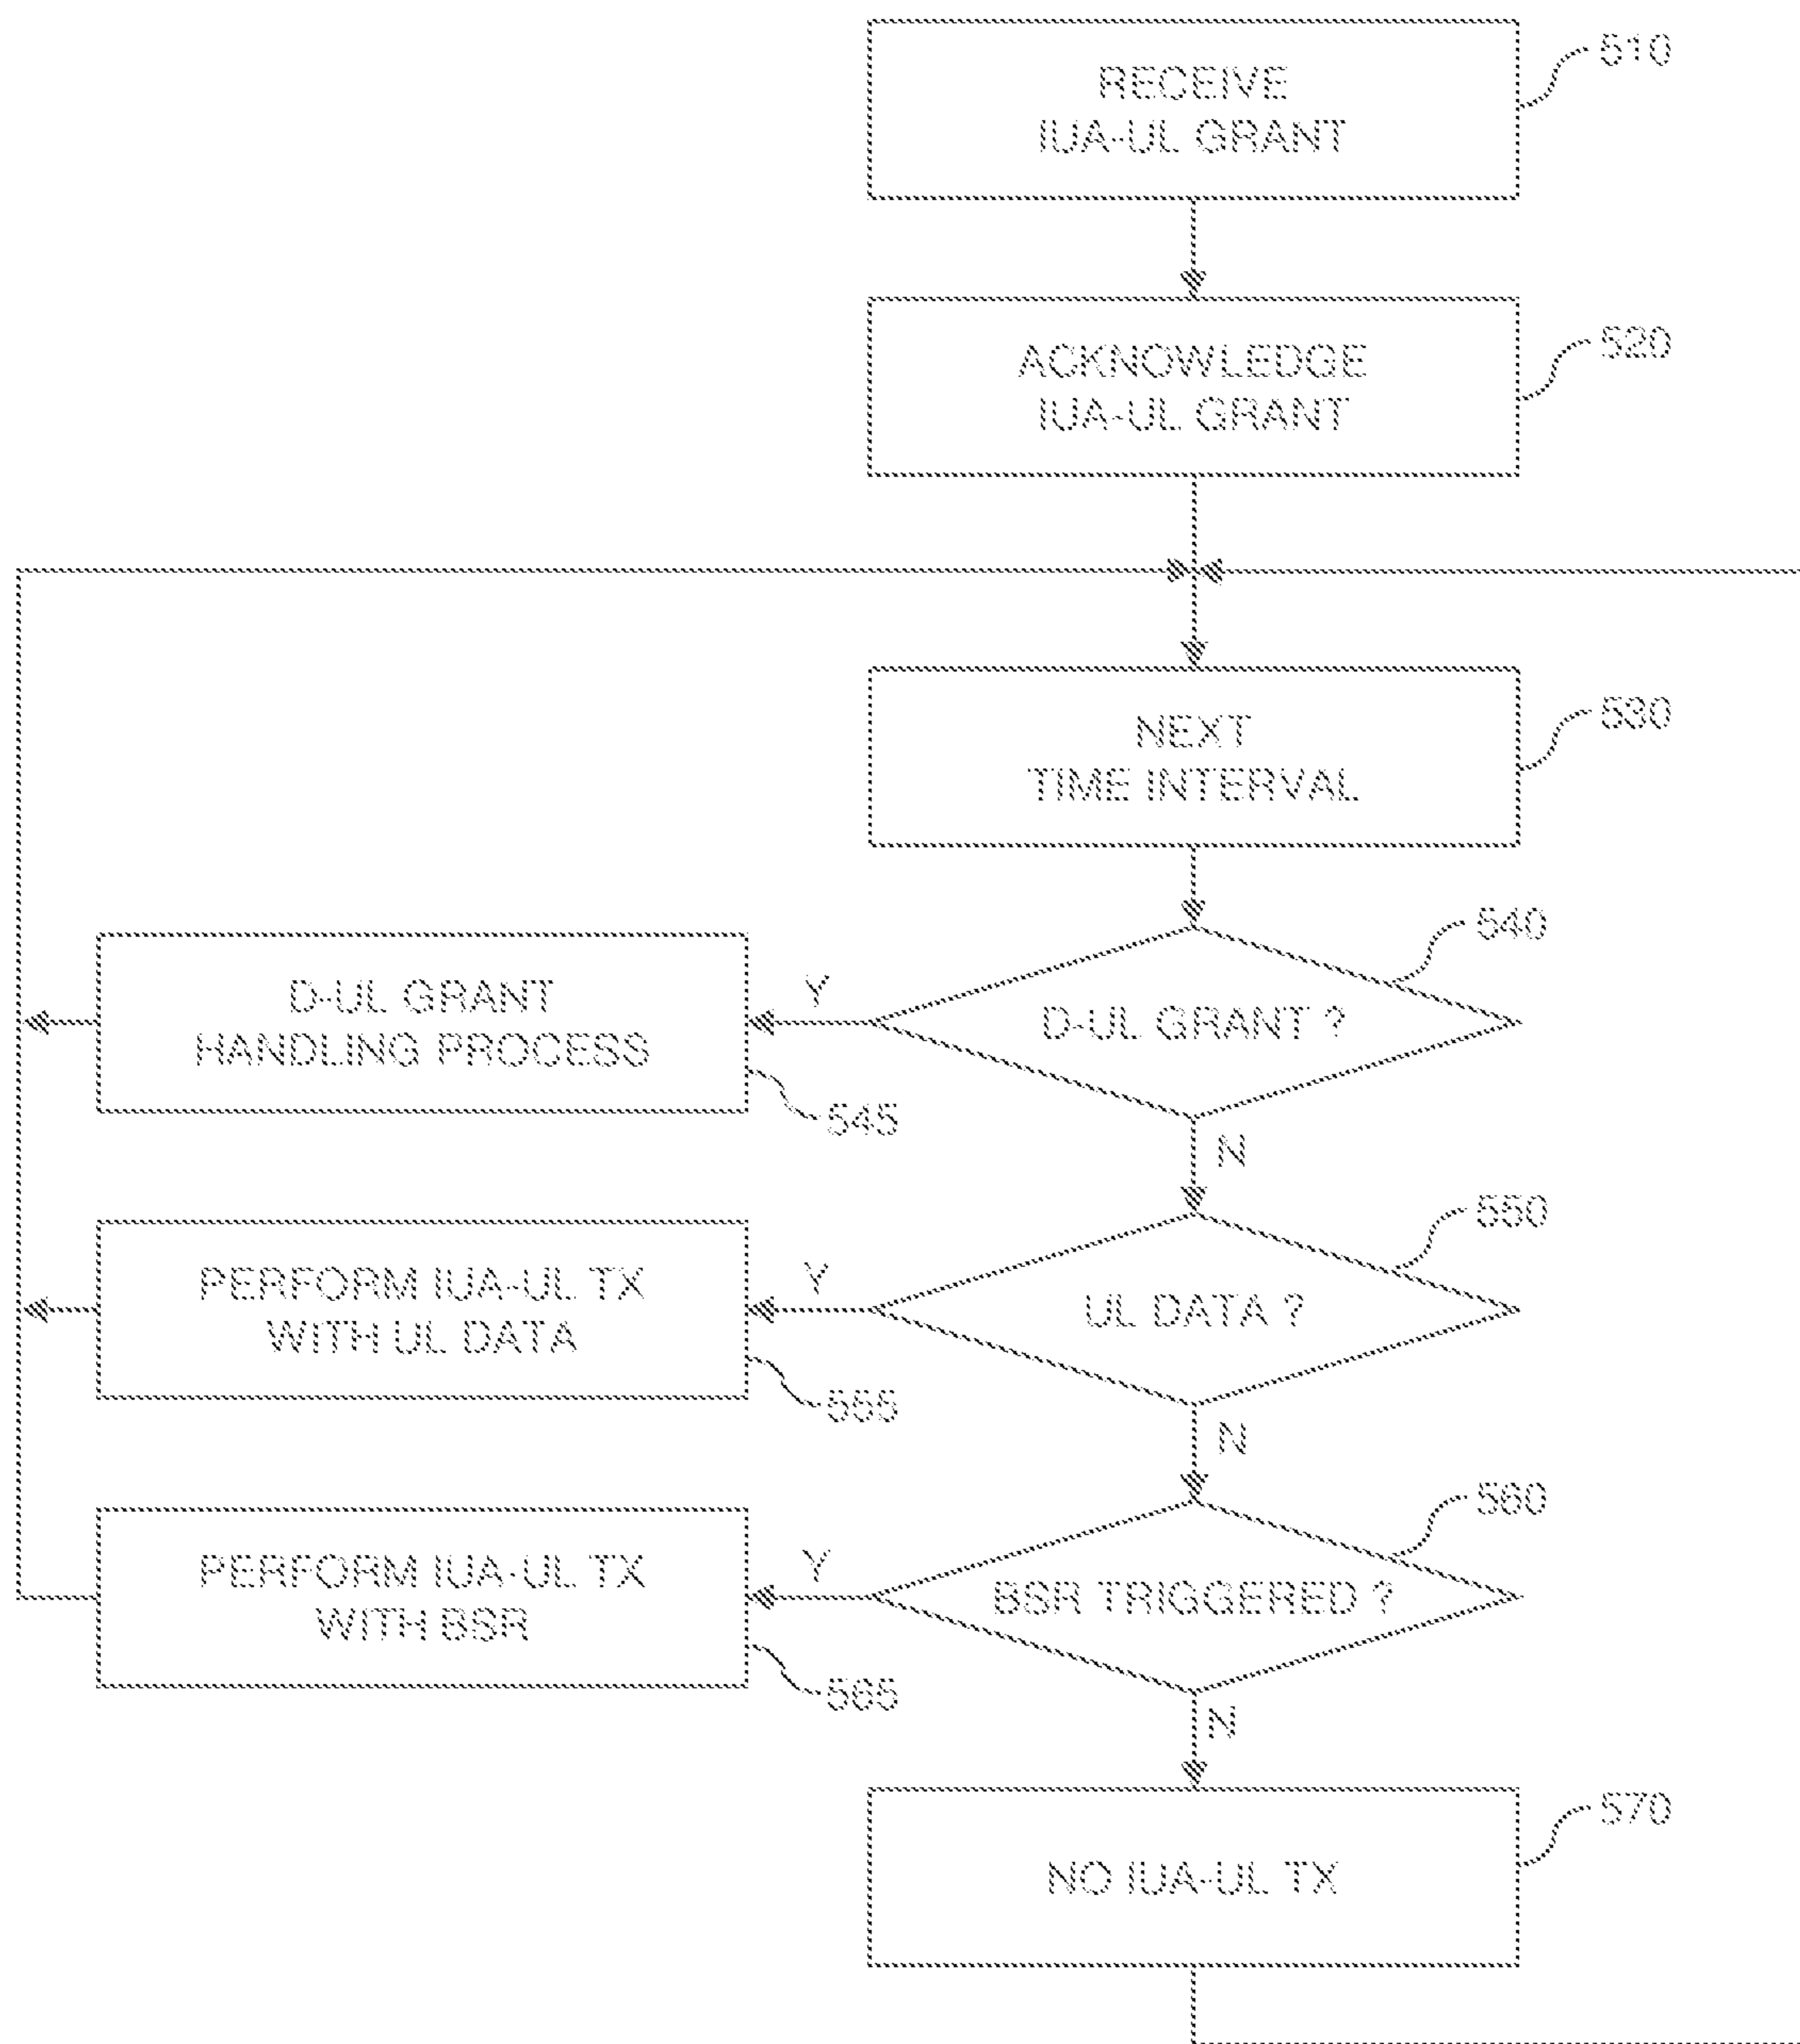 RECEIVE
IUA-UL GRANT
510
ACKNOWLEDGE
IUA-UL GRANT
520
NEXT
TIME INTERVAL
530
540
D-UL GRANT
HANDLING PROCESS
Y
D-UL GRANT ?
545
N
550
PERFORM IUA-UL TX
WITH UL DATA
Y
UL DATA ?
555
N
560
PERFORM IUA-UL TX
WITH BSR
Y
BSR TRIGGERED ?
565
N
570
NO IUA-UL TX